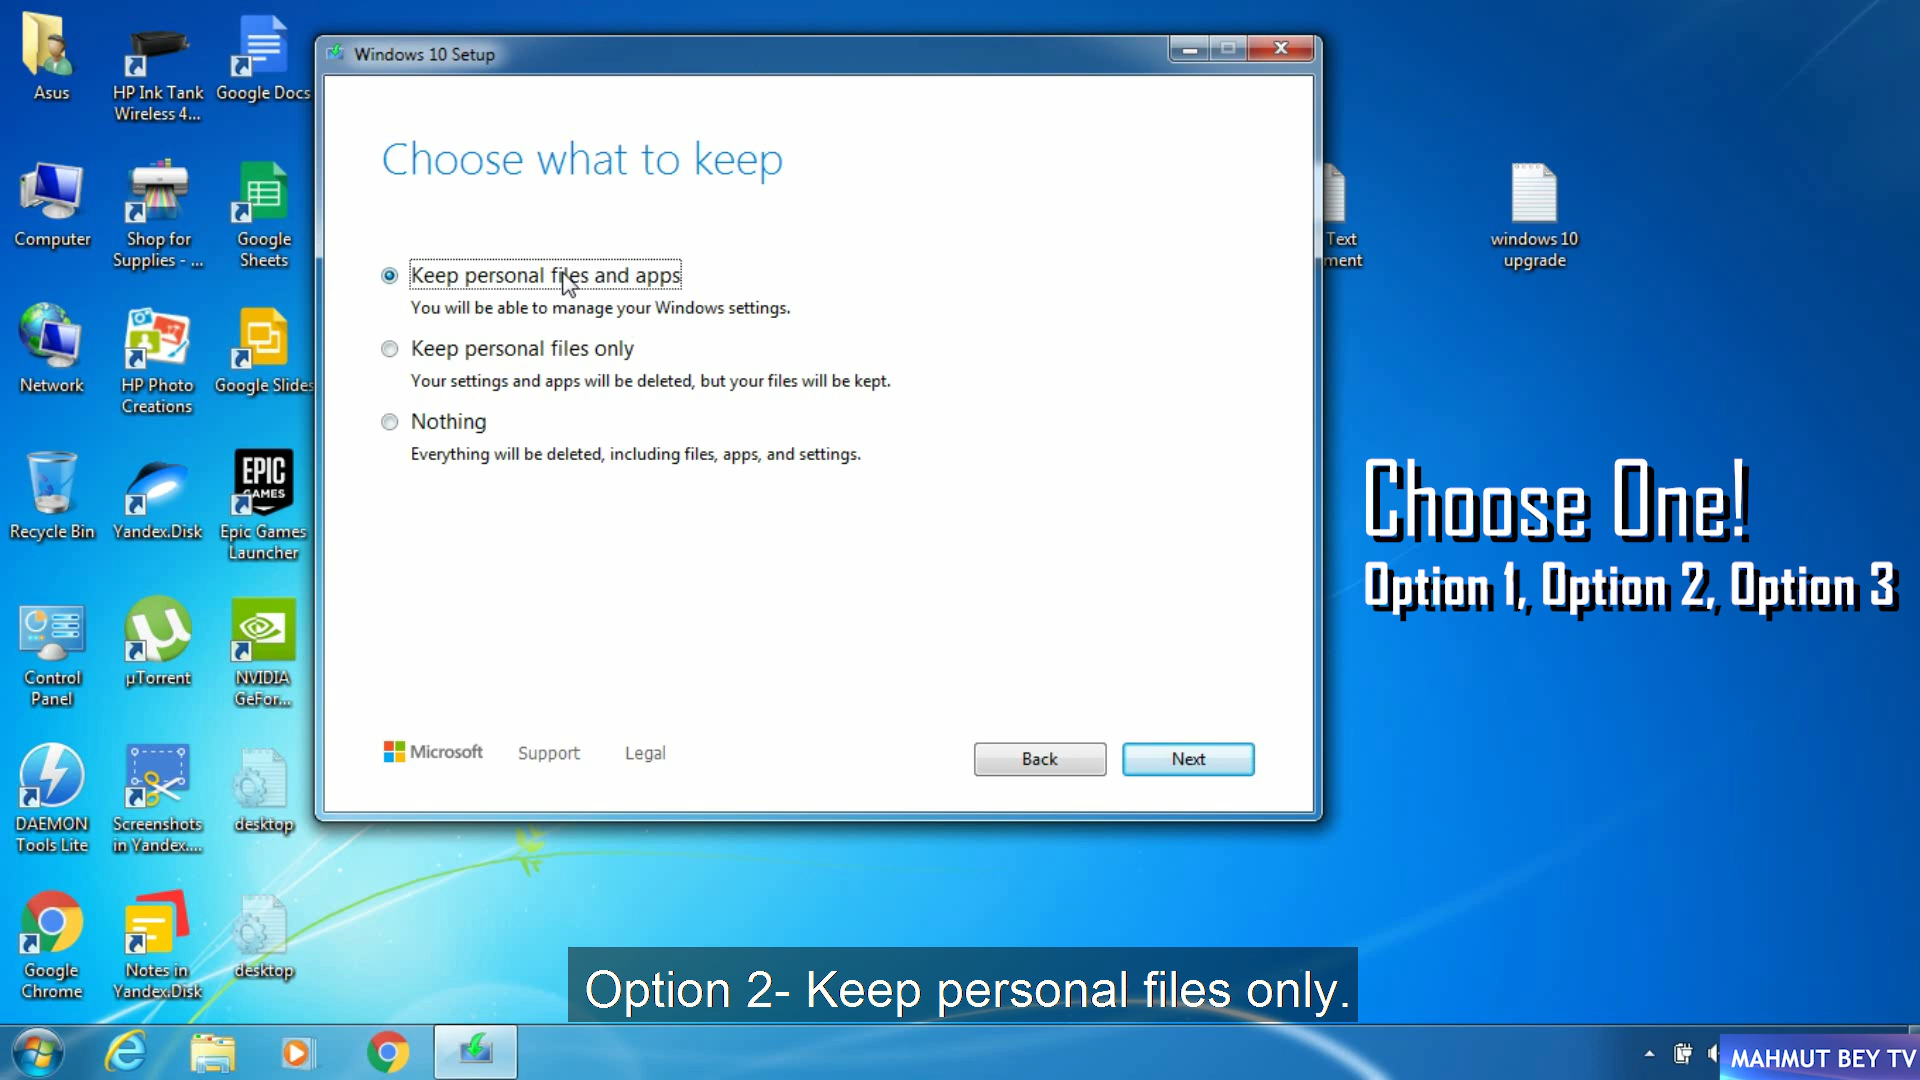 Asus
HP Ink Tank
Wireless 4...
Google Docs
Computer
Shop for
Supplies - ...
Google
Sheets
Network
HP Photo
Creations
Google Slides
Recycle Bin
Yandex.Disk
EPIC
GAMES
Epic Games
Launcher
Control
Panel
µTorrent
NVIDIA
GeFor...
DAEMON
Tools Lite
Screenshots
in Yandex....
desktop
Google
Chrome
Notes in
Yandex.Disk
desktop
Windows 10 Setup
Choose what to keep
Keep personal files and apps
You will be able to manage your Windows settings.
Keep personal files only
Your settings and apps will be deleted, but your files will be kept.
Nothing
Everything will be deleted, including files, apps, and settings.
Microsoft
Support
Legal
Back
Next
Text
ment
windows 10
upgrade
Choose One!
Option 1, Option 2, Option 3
Option 2- Keep personal files only.
MAHMUT BEY TV